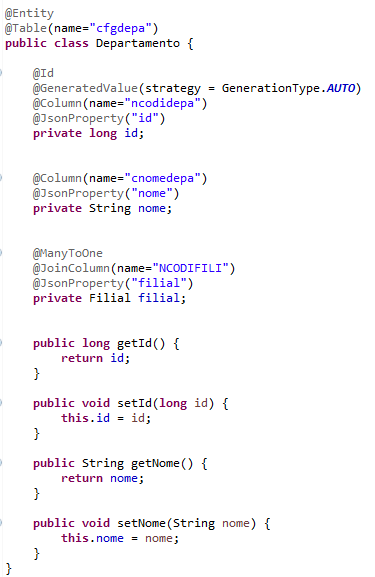 @Entity
@Table(name="cfgdepa")
public class Departamento {
@Id
@GeneratedValue(strategy = GenerationType.AUTO)
@Column(name="ncodidepa")
@JsonProperty("id")
private long id;
@Column(name="cnomedepa")
@JsonProperty("nome")
private String nome;
@ManyToOne
@JoinColumn(name="NCODIFILI")
@JsonProperty("filial")
private Filial filial;
public long getId() {
return id;
}
public void setId(long id) {
this.id = id;
}
public String getNome() {
return nome;
}
public void setNome(String nome) {
this.nome = nome;
}
}